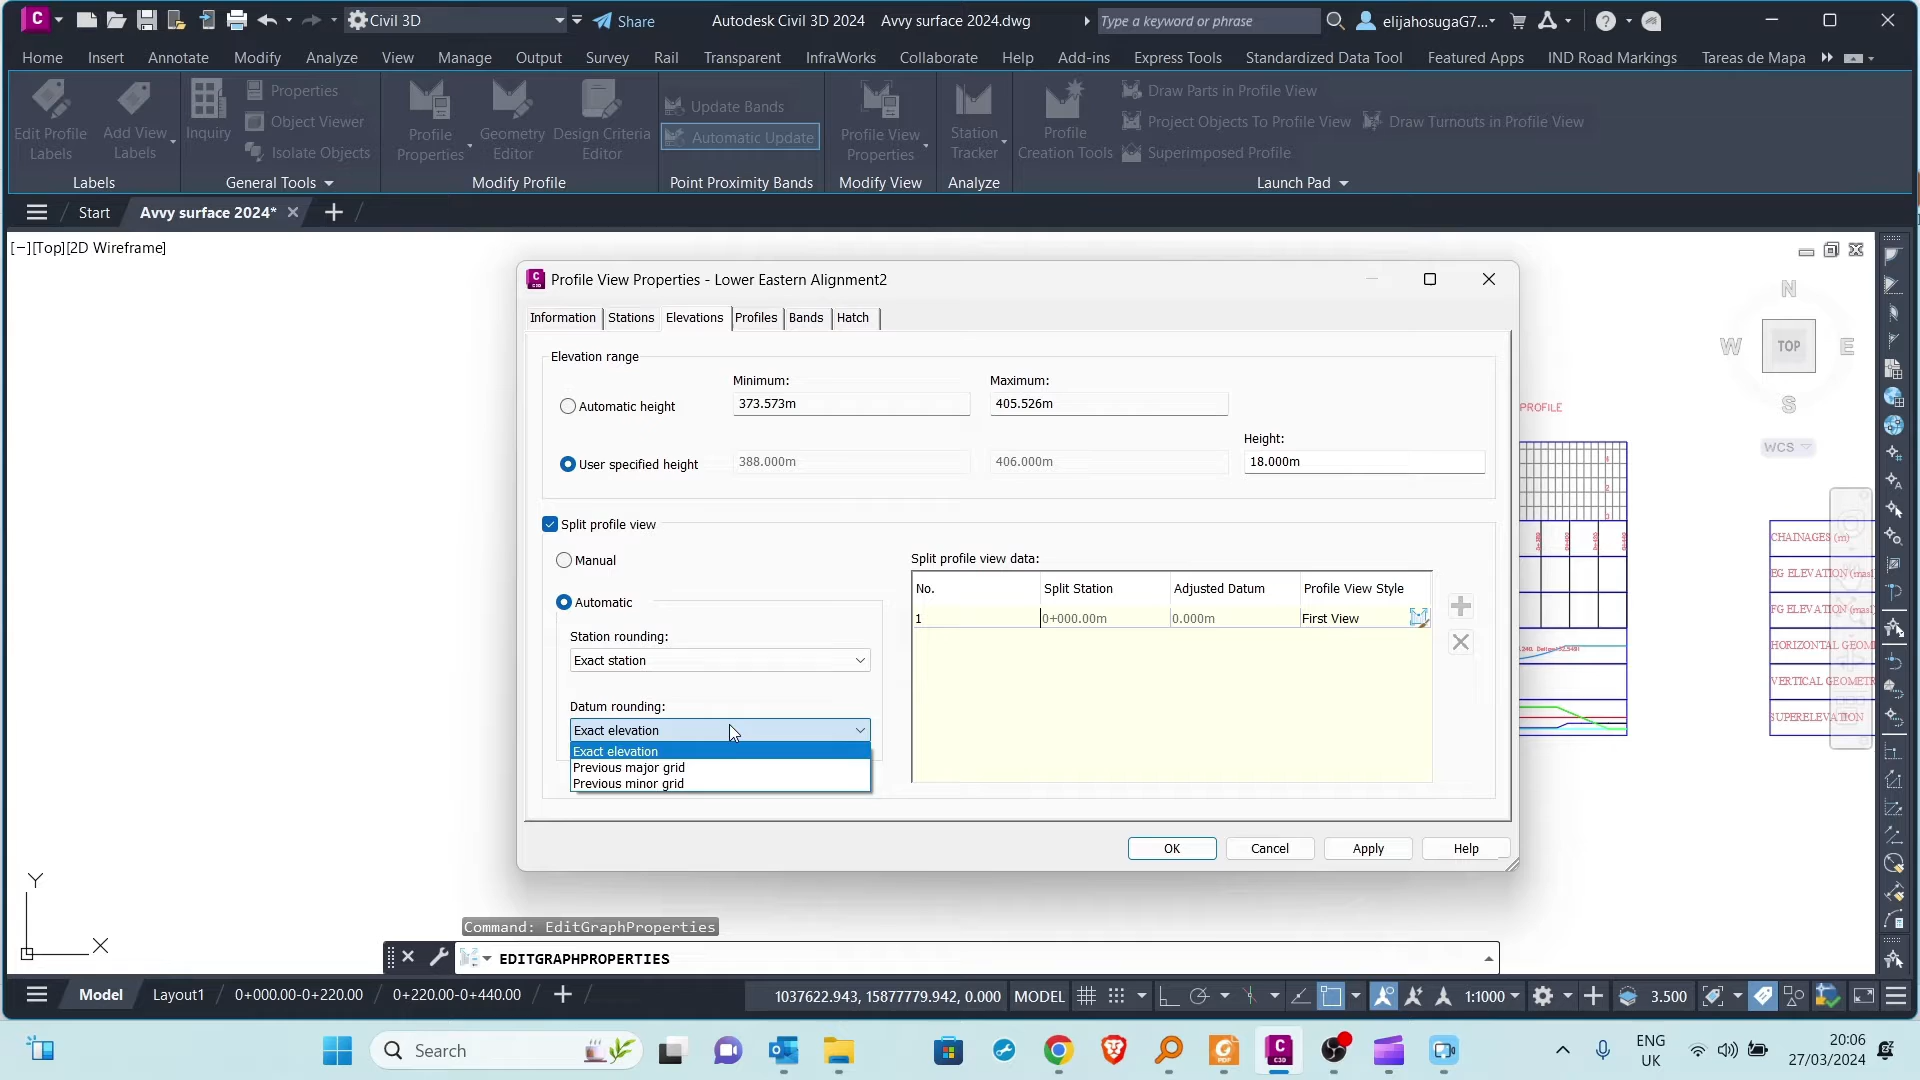 Civil 3D
Share
Autodesk Civil 3D 2024
Avvy surface 2024.dwg
Type a keyword or phrase
elijahosugaG7...
Home
Insert
Annotate
Modify
Analyze
View
Manage
Output
Survey
Rail
Transparent
InfraWorks
Collaborate
Help
Add-ins
Express Tools
Standardized Data Tool
Featured Apps
IND Road Markings
Tareas de Mapa
Edit Profile
Labels
Add View
Labels
Labels
Inquiry
Properties
Object Viewer
Isolate Objects
General Tools
Profile
Properties
Geometry
Editor
Design Criteria
Editor
Modify Profile
Update Bands
Automatic Update
Point Proximity Bands
Profile View
Properties
Modify View
Station
Tracker
Analyze
Profile
Creation Tools
Draw Parts in Profile View
Project Objects To Profile View
Draw Turnouts in Profile View
Superimposed Profile
Launch Pad
Start
Avvy surface 2024*
[−][Top][2D Wireframe]
N
W
TOP
E
S
WCS
PROFILE
4
2
0
CHAINAGES (m)
EG ELEVATION (masl
FG ELEVATION (masl
HORIZONTAL GEOM
VERTICAL GEOMETR
SUPERELEVATION
Profile View Properties - Lower Eastern Alignment2
Information
Stations
Elevations
Profiles
Bands
Hatch
Elevation range
Minimum:
Maximum:
Automatic height
373.573m
405.526m
Height:
User specified height
388.000m
406.000m
18.000m
Split profile view
Manual
Automatic
Station rounding:
Exact station
Datum rounding:
Exact elevation
Exact elevation
Previous major grid
Previous minor grid
Split profile view data:
No.
Split Station
Adjusted Datum
Profile View Style
1
0+000.00m
0.000m
First View
OK
Cancel
Apply
Help
Y
X
Command: EditGraphProperties
EDITGRAPHPROPERTIES
Model
Layout1
0+000.00-0+220.00
0+220.00-0+440.00
1037622.943, 15877779.942, 0.000
MODEL
1:1000
3.500
Search
ENG
UK
20:06
27/03/2024